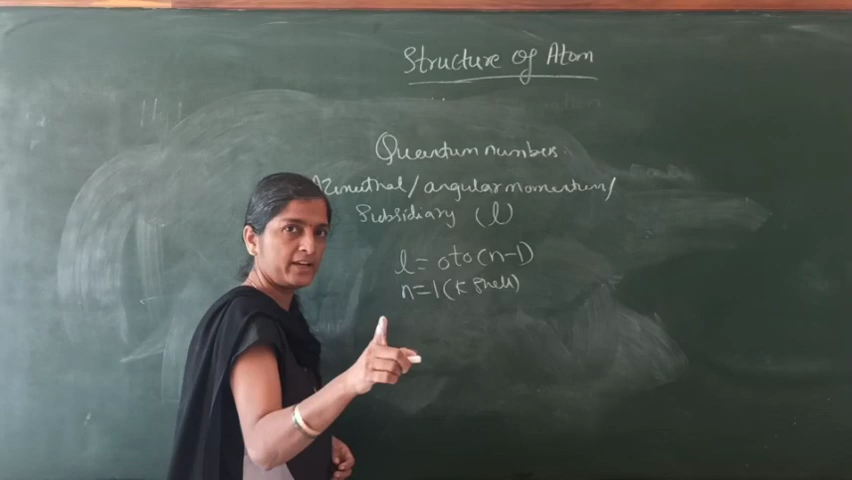 Structure of Atom
Quantum numbers
Azimuthal/angular momentum/
Subsidiary (l)
l = 0 to (n-1)
n=1 (K shell)